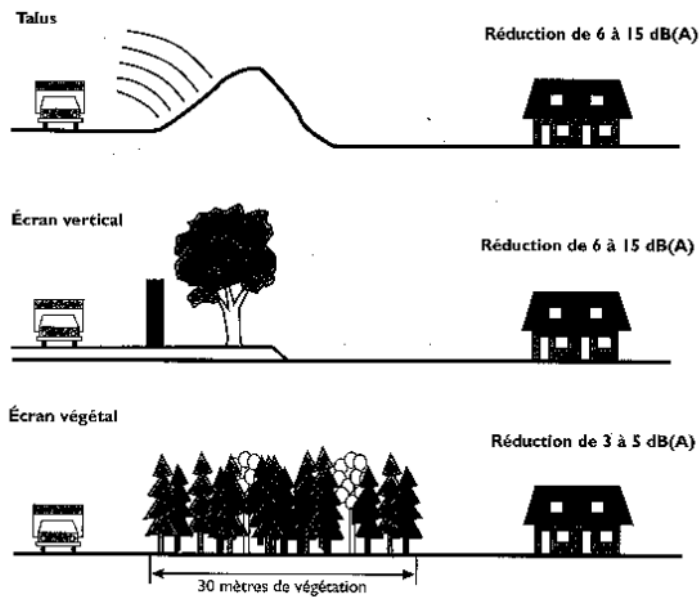 Talus
Réduction de 6 à 15 dB(A)
Écran vertical
Réduction de 6 à 15 dB(A)
Écran végétal
Réduction de 3 à 5 dB(A)
30 mètres de végétation